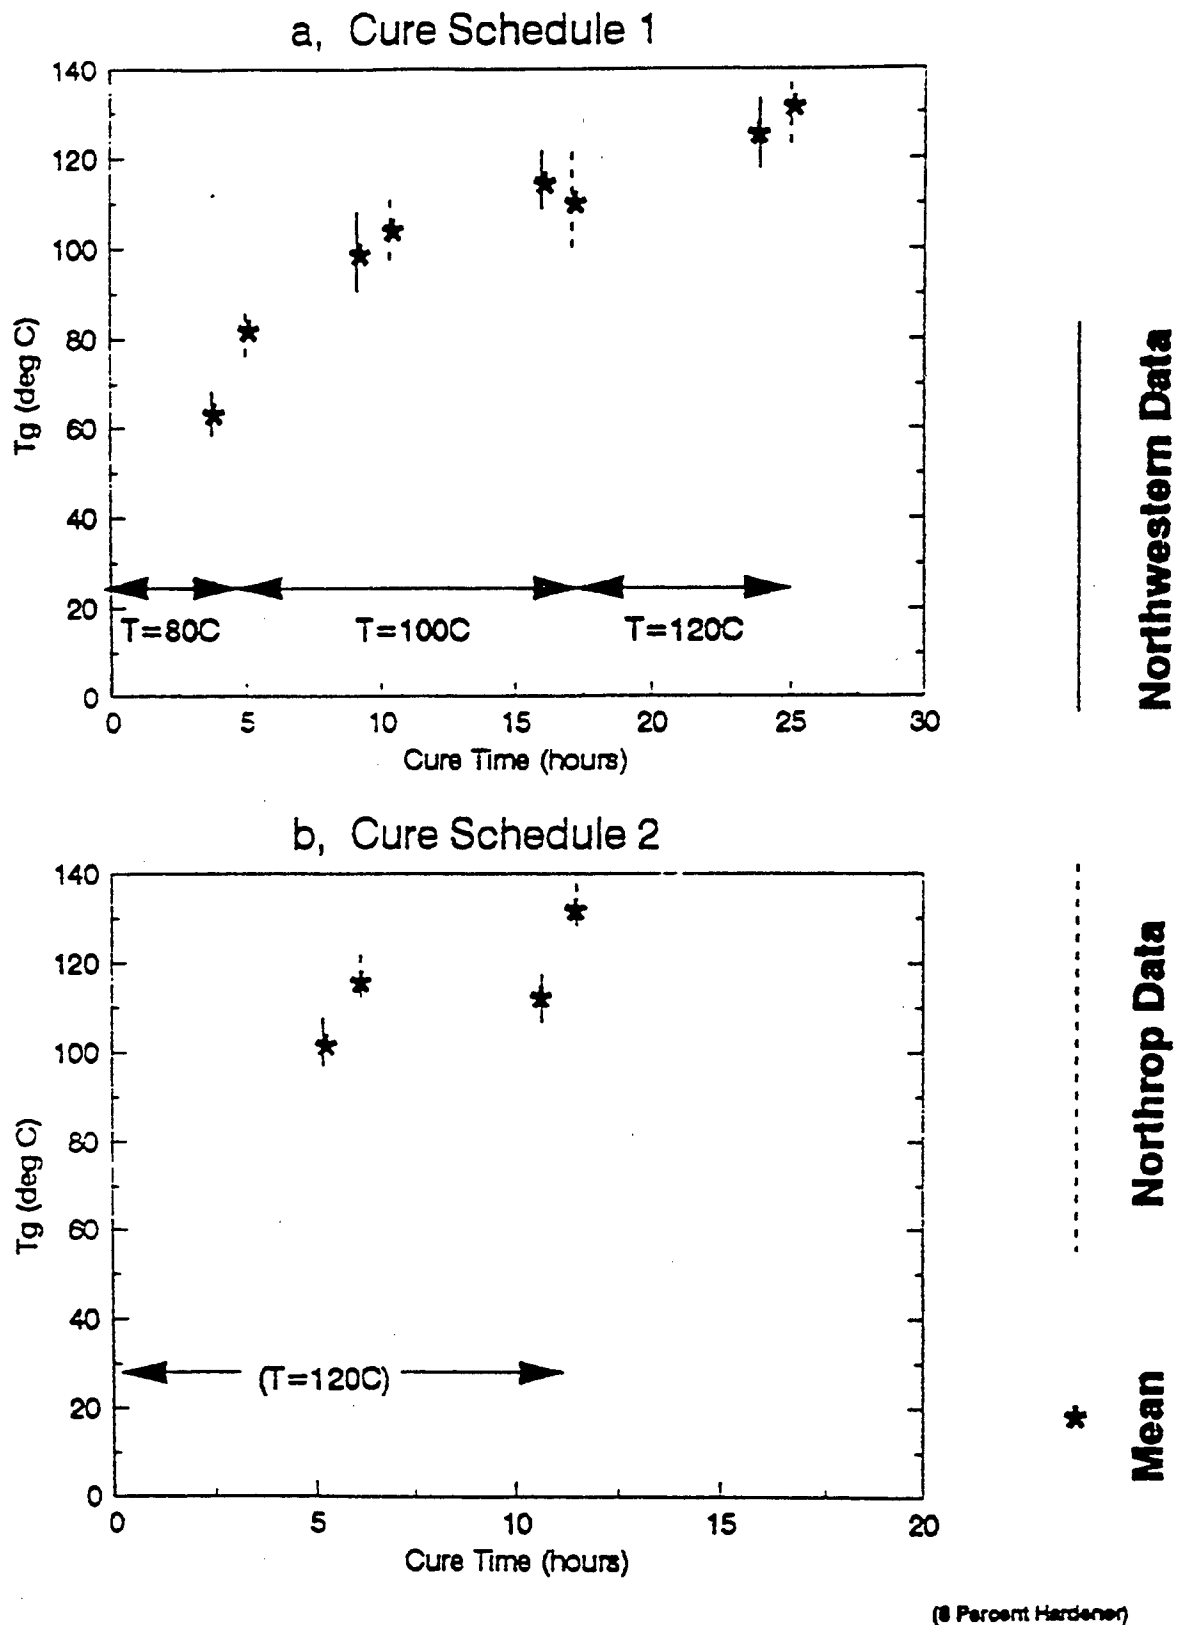 a, Cure Schedule 1
140
120
100
80
60
40
20
0
Tg (deg C)
T=80C
T=100C
T=120C
0 5 10 15 20 25 30
Cure Time (hours)
b, Cure Schedule 2
140
120
100
80
60
40
20
0
Tg (deg C)
(T=120C)
0 5 10 15 20
Cure Time (hours)
Northwestern Data
Northrop Data
Mean
(8 Percent Hardener)